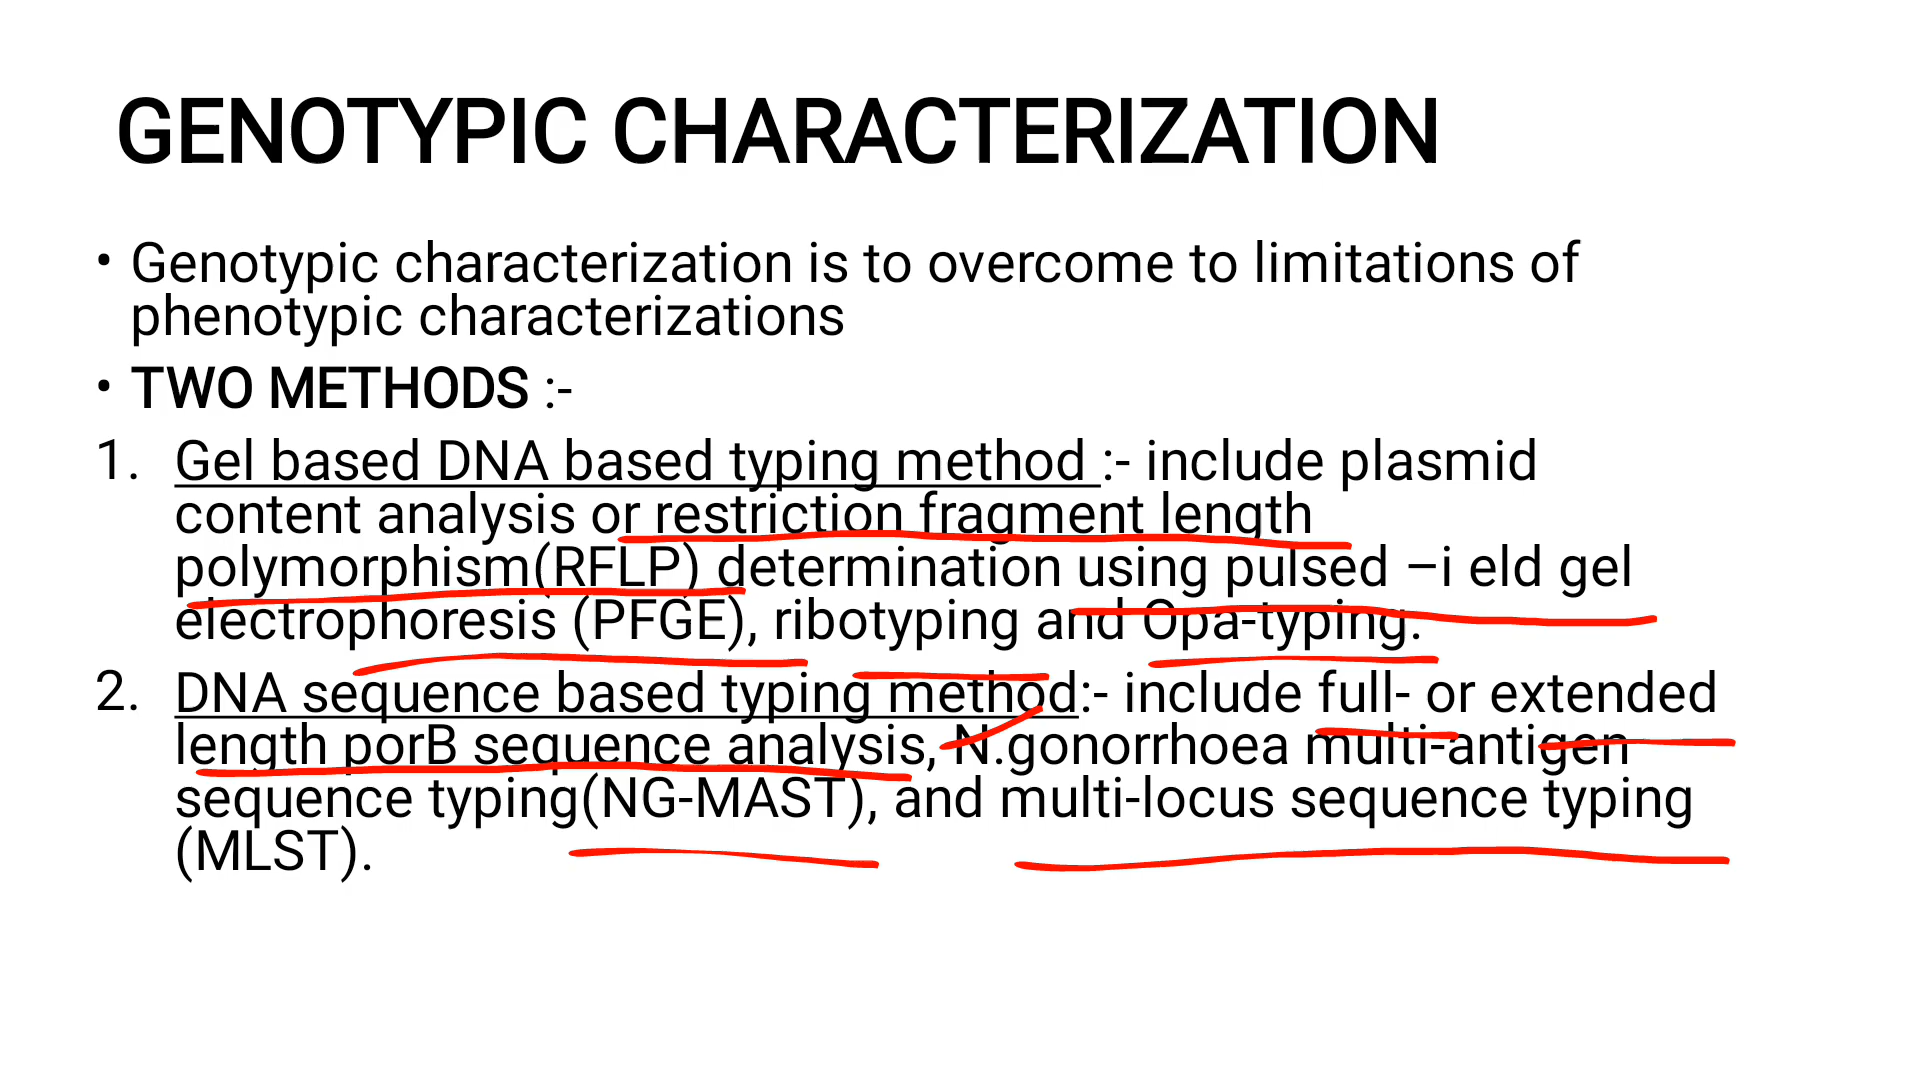 GENOTYPIC CHARACTERIZATION
• Genotypic characterization is to overcome to limitations of
phenotypic characterizations
• TWO METHODS :-
1. Gel based DNA based typing method :- include plasmid
content analysis or restriction fragment length
polymorphism(RFLP) determination using pulsed –i eld gel
electrophoresis (PFGE), ribotyping and Opa-typing.
2. DNA sequence based typing method:- include full- or extended
length porB sequence analysis, N.gonorrhoea multi-antigen
sequence typing(NG-MAST), and multi-locus sequence typing
(MLST).